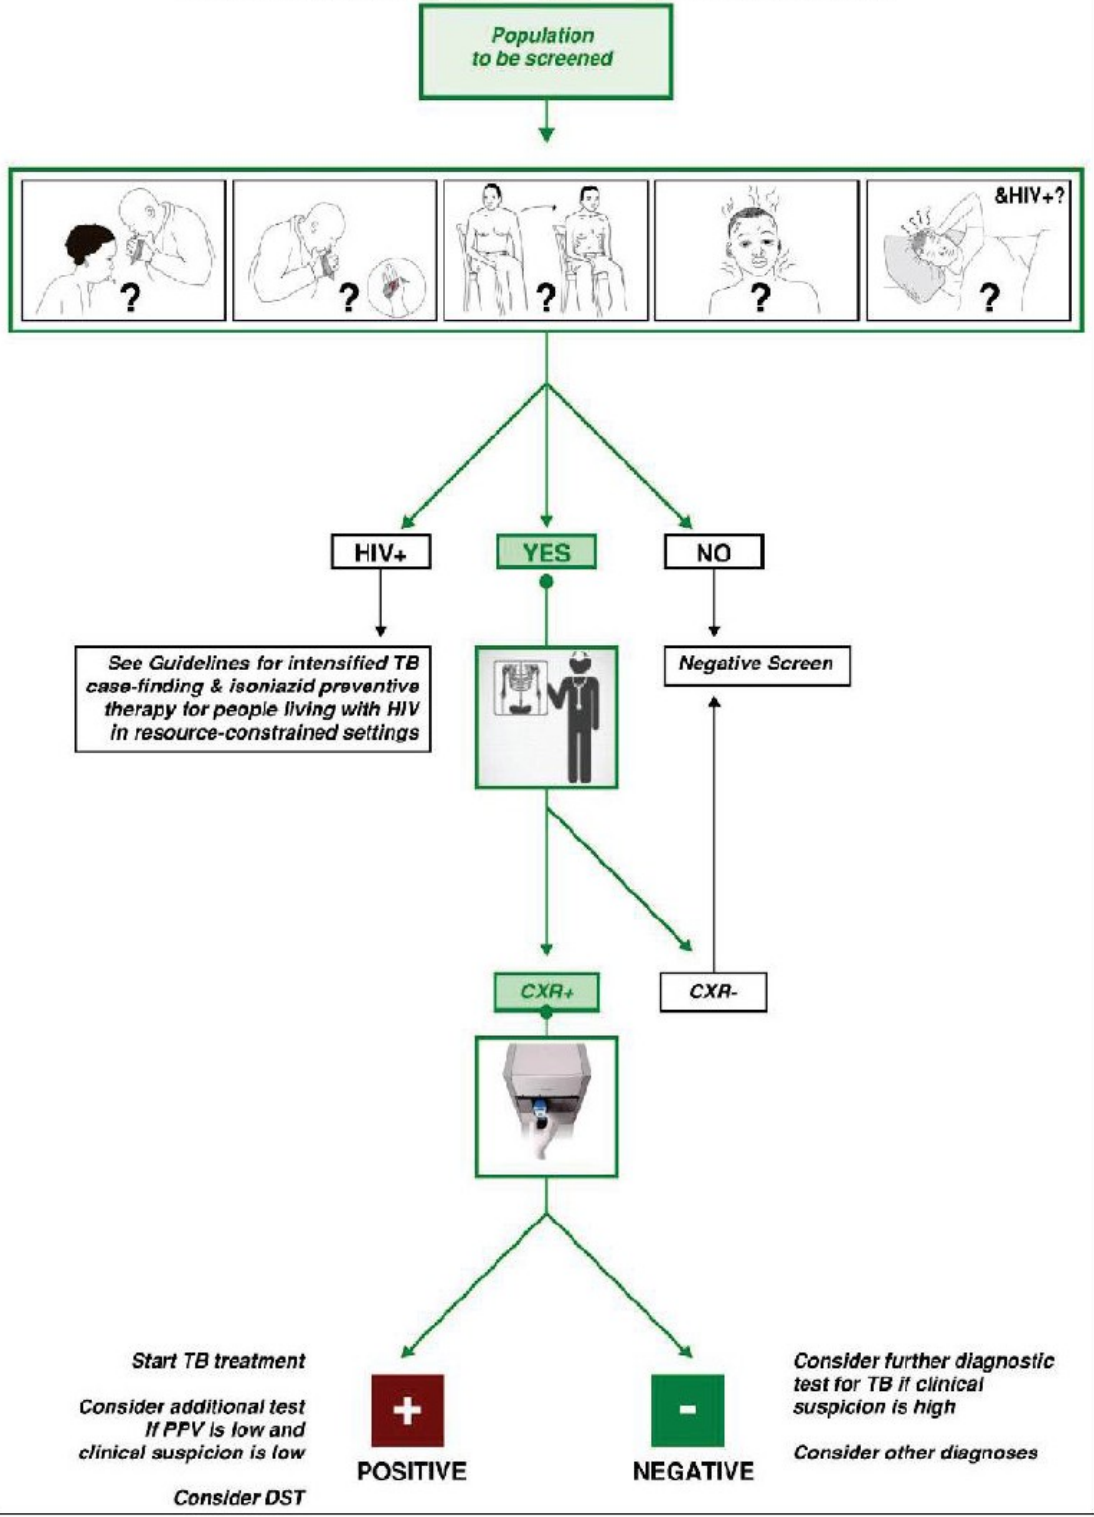 Population
to be screened
&HIV+?
?
?
?
?
?
HIV+
YES
NO
See Guidelines for intensified TB
case-finding & isoniazid preventive
therapy for people living with HIV
in resource-constrained settings
Negative Screen
CXR+
CXR-
Start TB treatment
Consider additional test
If PPV is low and
clinical suspicion is low
Consider DST
+
POSITIVE
-
NEGATIVE
Consider further diagnostic
test for TB if clinical
suspicion is high
Consider other diagnoses